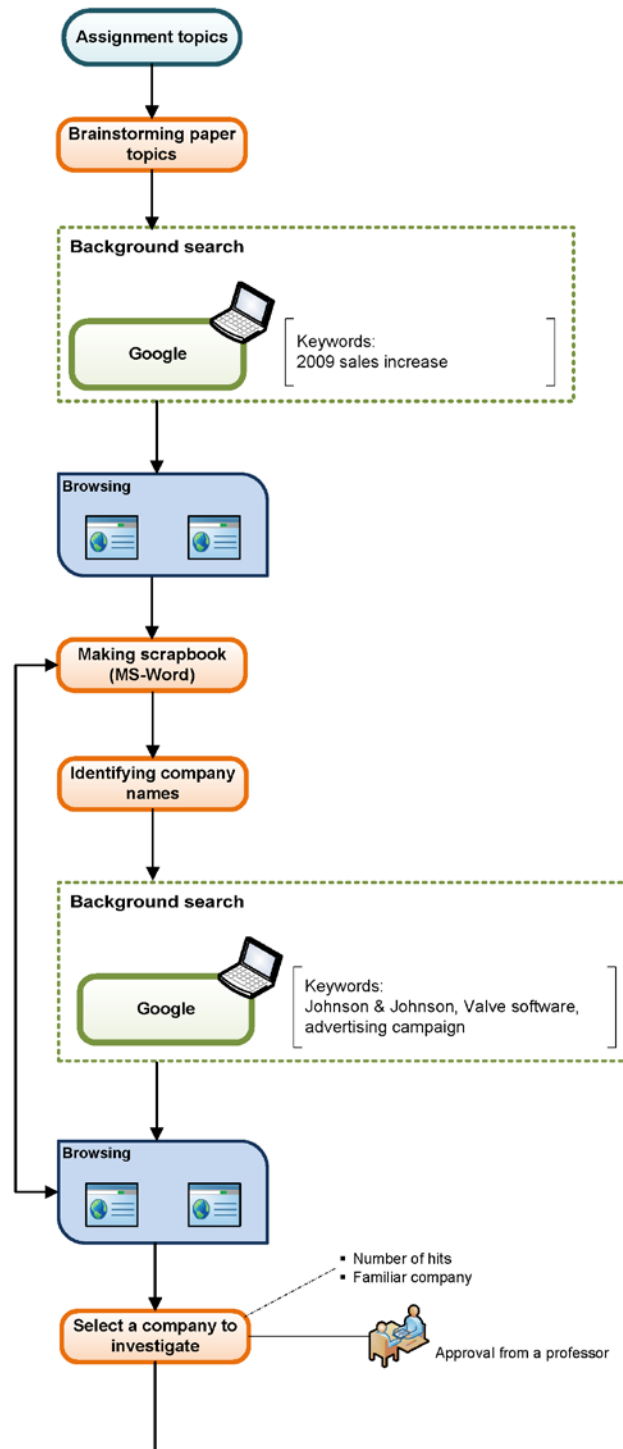 Assignment topics
Brainstorming paper
topics
Background search
Google
Keywords:
2009 sales increase
Browsing
Making scrapbook
(MS-Word)
Identifying company
names
Background search
Google
Keywords:
Johnson & Johnson, Valve software,
advertising campaign
Browsing
▪ Number of hits
▪ Familiar company
Select a company to
investigate
Approval from a professor